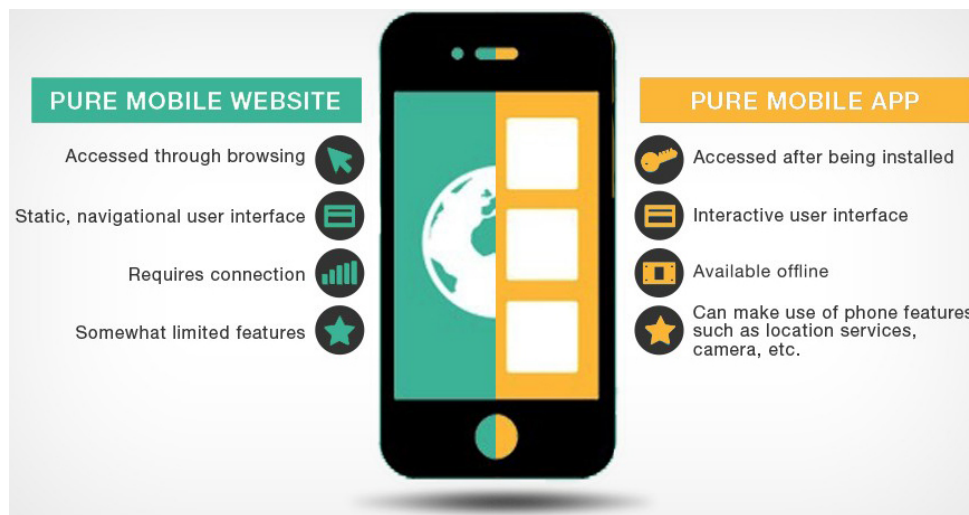 PURE MOBILE WEBSITE
Accessed through browsing
Static, navigational user interface
Requires connection
Somewhat limited features
PURE MOBILE APP
Accessed after being installed
Interactive user interface
Available offline
Can make use of phone features
such as location services,
camera, etc.